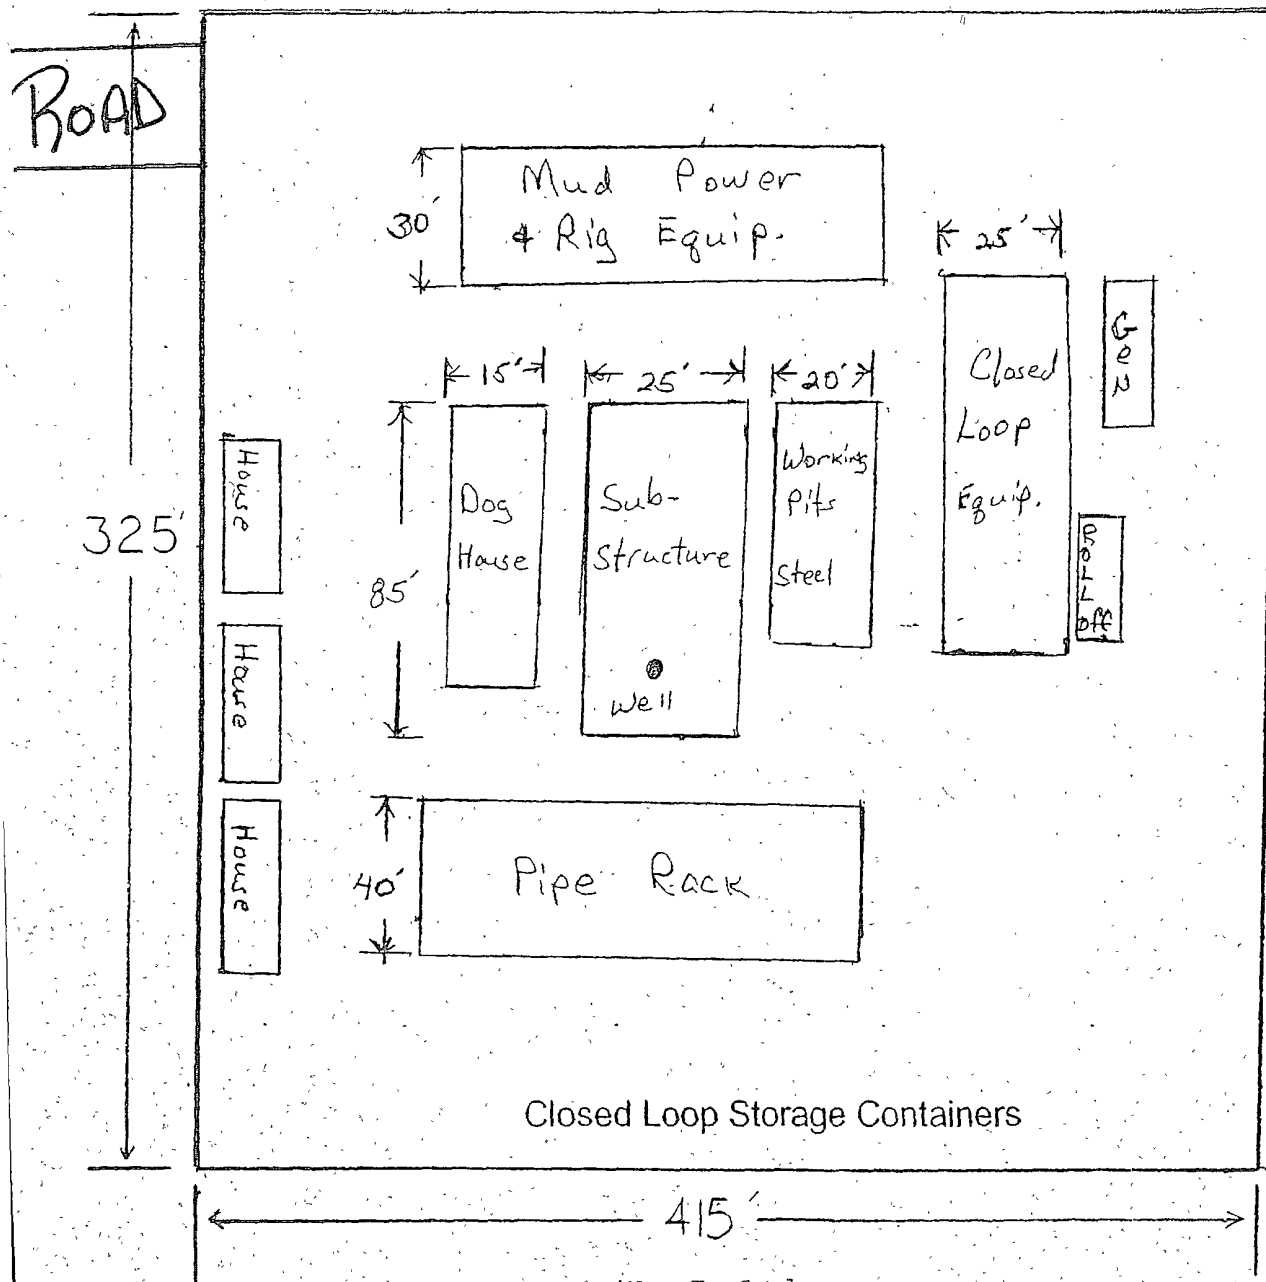 ROAD
Mud Power
& Rig Equip.
30'
25'
Gen
Closed
Loop
Equip.
15'
25'
20'
House
Dog
House
Sub-
Structure
Working
Pits
Steel
Roll
off
325'
85'
Well
House
House
40'
Pipe Rack
Closed Loop Storage Containers
415'